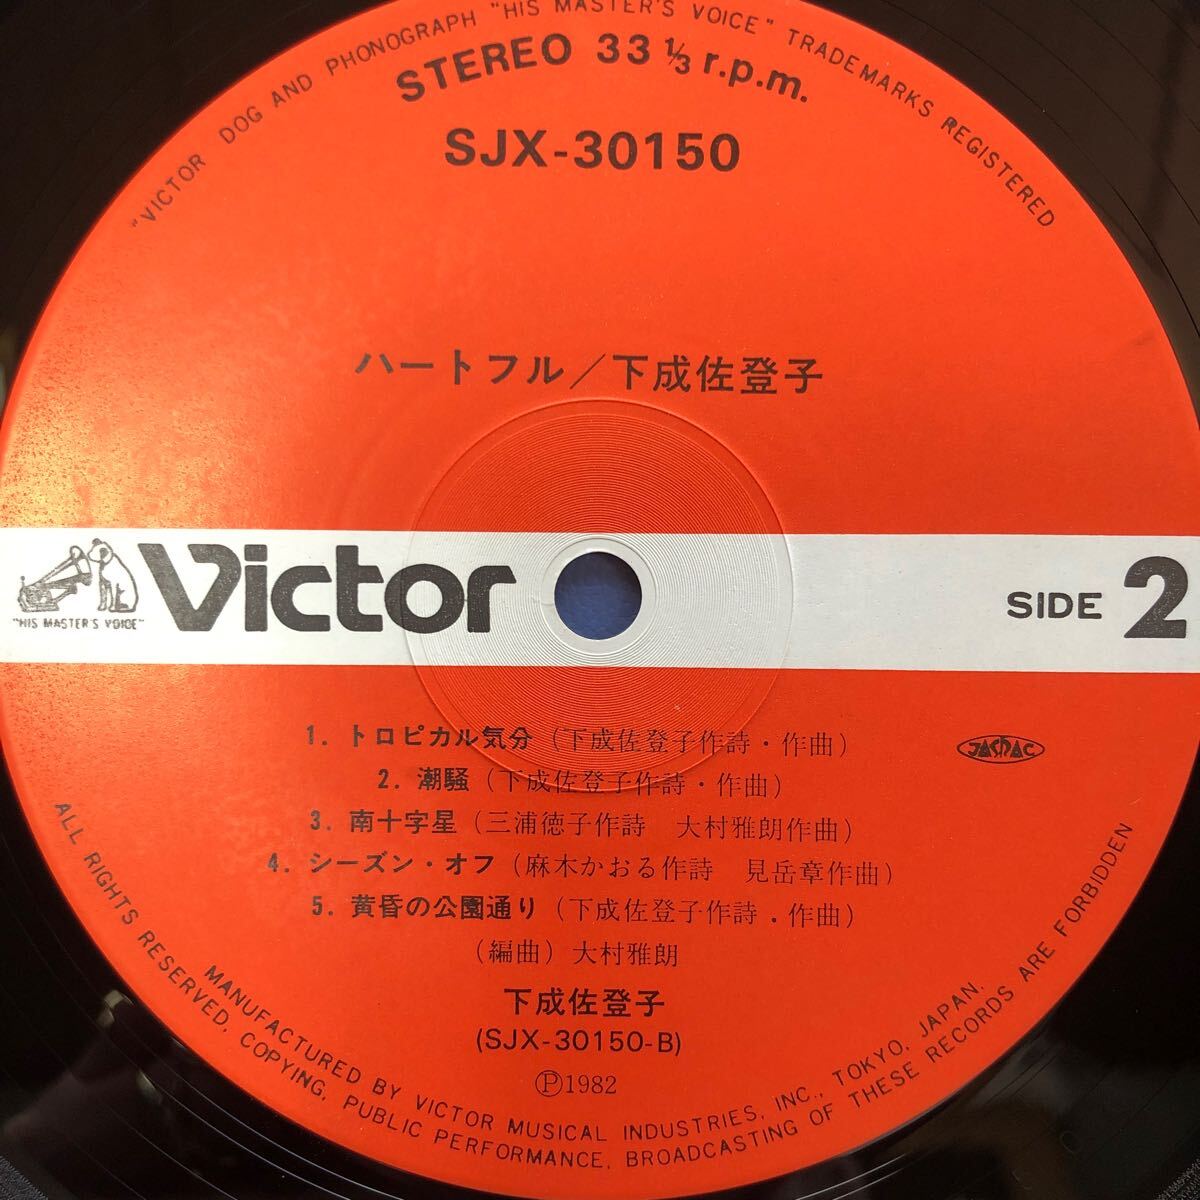 "VICTOR DOG AND PHONOGRAPH "HIS MASTER'S VOICE" TRADEMARKS REGISTERED
STEREO 33 1/3 r.p.m.
SJX-30150
ハートフル／下成佐登子
"HIS MASTER'S VOICE"
Victor
SIDE 2
1. トロピカル気分（下成佐登子作詩・作曲）
2. 潮騒（下成佐登子作詩・作曲）
3. 南十字星（三浦徳子作詩　大村雅朗作曲）
4. シーズン・オフ（麻木かおる作詩　見岳章作曲）
5. 黄昏の公園通り（下成佐登子作詩．作曲）
（編曲）大村雅朗
JASRAC
下成佐登子
(SJX-30150-B)
Ⓟ1982
MANUFACTURED BY VICTOR MUSICAL INDUSTRIES, INC., TOKYO, JAPAN.
ALL RIGHTS RESERVED, COPYING, PUBLIC PERFORMANCE, BROADCASTING OF THESE RECORDS ARE FORBIDDEN